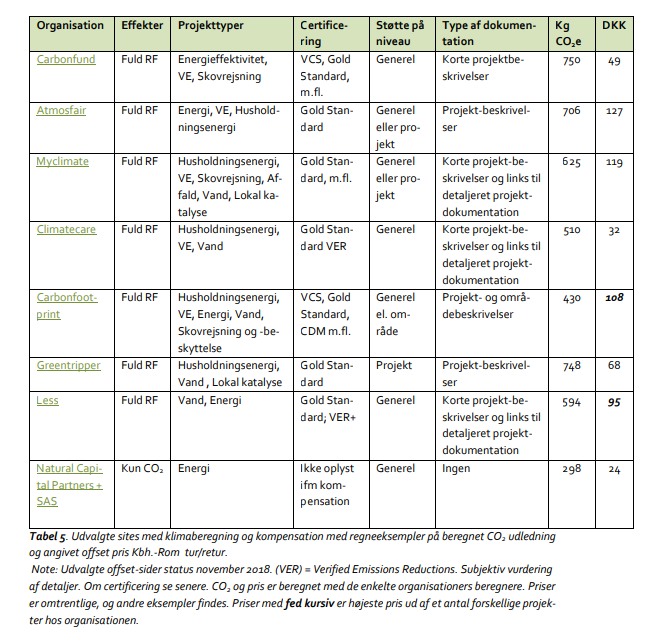 Organisation Effekter Projekttyper Certifice- Støtte på Type af dokumen- Kg DKK
ring niveau tation CO₂e
Carbonfund Fuld RF Energieffektivitet, VCS, Gold Generel Korte projektbe- 750 49
VE, Skovrejsning Standard, skrivelser
m.fl.
Atmosfair Fuld RF Energi, VE, Hushold- Gold Stan- Generel Projekt-beskrivel- 706 127
ningsenergi dard eller pro- ser
jekt
Myclimate Fuld RF Husholdningsenergi, Gold Stan- Generel Korte projekt-be- 625 119
VE, Skovrejsning, Af- dard, m.fl. eller pro- skrivelser og links til
fald, Vand, Lokal ka- jekt detaljeret projekt-
talyse dokumentation
Climatecare Fuld RF Husholdningsenergi, Gold Stan- Generel Korte projekt-be- 510 32
VE, Vand dard VER skrivelser og links til
detaljeret projekt-
dokumentation
Carbonfoot- Fuld RF Husholdningsenergi, VCS, Gold Generel Projekt- og områ- 430 108
print VE, Energi, Vand, Standard, el. om- debeskrivelser
Skovrejsning og -be- CDM m.fl. råde
skyttelse
Greentripper Fuld RF Husholdningsenergi, Gold Stan- Projekt Projekt-beskrivel- 748 68
Vand , Lokal katalyse dard ser
Less Fuld RF Vand, Energi Gold Stan- Generel Korte projekt-be- 594 95
dard; VER+ skrivelser og links til
detaljeret projekt-
dokumentation
Natural Capi- Kun CO₂ Energi Ikke oplyst Generel Ingen 298 24
tal Partners + ifm kom-
SAS pensation
Tabel 5. Udvalgte sites med klimaberegning og kompensation med regneeksempler på beregnet CO₂ udledning
og angivet offset pris Kbh.-Rom tur/retur.
Note: Udvalgte offset-sider status november 2018. (VER) = Verified Emissions Reductions. Subjektiv vurdering
af detaljer. Om certificering se senere. CO₂ og pris er beregnet med de enkelte organisationers beregnere. Priser
er omtrentlige, og andre eksempler findes. Priser med fed kursiv er højeste pris ud af et antal forskellige projek-
ter hos organisationen.